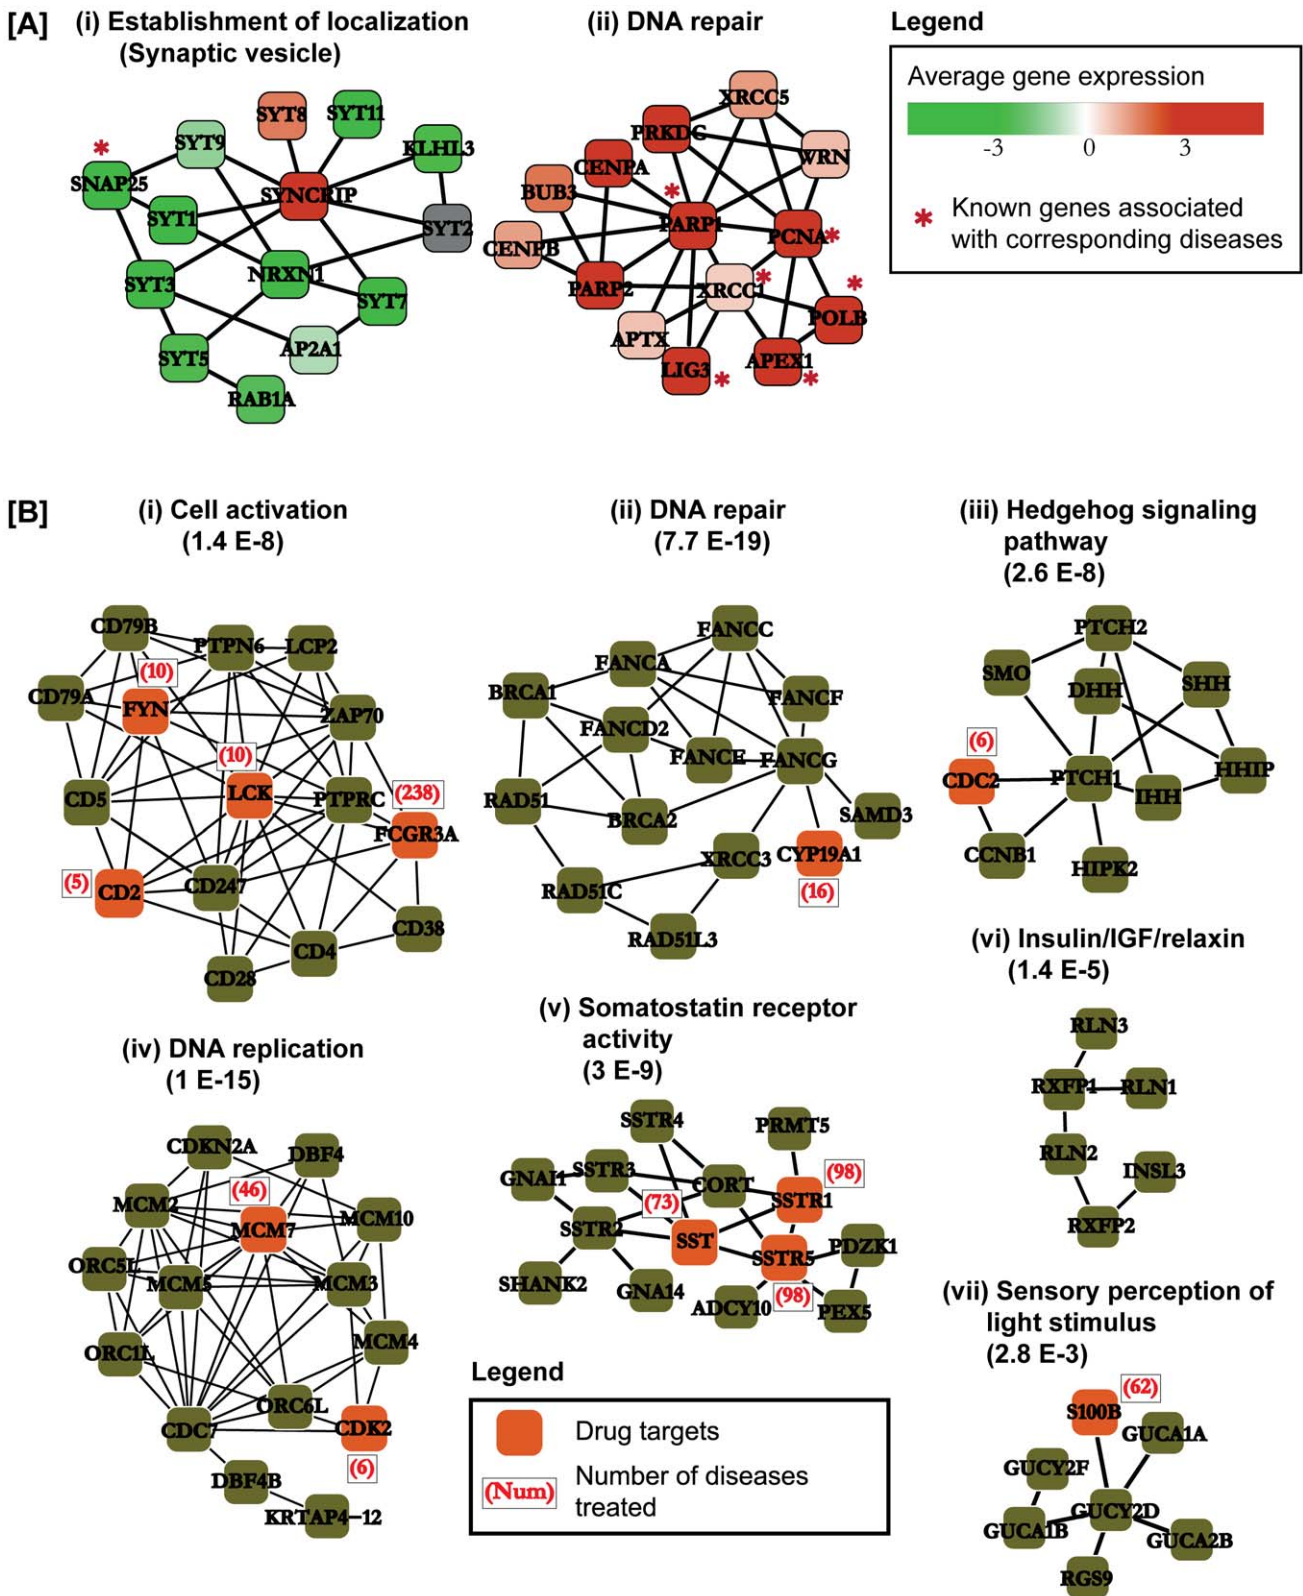 [A]
(i) Establishment of localization
(Synaptic vesicle)
SYT8
SYT11
SYT9
KLHL3
*
SNAP25
SYNCRIP
SYT1
SYT2
NRXN1
SYT3
SYT7
SYT5
AP2A1
RAB1A
(ii) DNA repair
XRCC5
PRKDC
WRN
CENPA
BUB3
*
PARP1
PCNA*
CENPB
PARP2
XRCC1
*
*
POLB
APTX
LIG3
*
APEX1
*
Legend
Average gene expression
-3 0 3
* Known genes associated
with corresponding diseases
[B]
(i) Cell activation
(1.4 E-8)
CD79B
PTPN6
LCP2
(10)
CD79A
FYN
ZAP70
(10)
CD5
LCK
PTPRC
(238)
FCGR3A
(5)
CD2
CD247
CD38
CD4
CD28
(ii) DNA repair
(7.7 E-19)
FANCC
FANCA
BRCA1
FANCF
FANCD2
FANCE
FANCG
RAD51
BRCA2
SAMD3
XRCC3
CYP19A1
(16)
RAD51C
RAD51L3
(iii) Hedgehog signaling
pathway
(2.6 E-8)
PTCH2
SMO
DHH
SHH
(6)
CDC2
PTCH1
IHH
HHIP
CCNB1
HIPK2
(iv) DNA replication
(1 E-15)
CDKN2A
DBF4
(46)
MCM2
MCM7
MCM10
ORC5L
MCM5
MCM3
ORC1L
MCM4
ORC6L
CDC7
CDK2
(6)
DBF4B
KRTAP4-12
(v) Somatostatin receptor
activity
(3 E-9)
SSTR4
PRMT5
GNAI1
SSTR3
CORT
(98)
SSTR1
(73)
SSTR2
SST
SSTR5
PDZK1
SHANK2
GNA14
ADCY10
(98)
PEX5
(vi) Insulin/IGF/relaxin
(1.4 E-5)
RLN3
RXFP1
RLN1
RLN2
INSL3
RXFP2
(vii) Sensory perception of
light stimulus
(2.8 E-3)
(62)
S100B
GUCA1A
GUCY2F
GUCY2D
GUCA1B
GUCA2B
RGS9
Legend
Drug targets
(Num) Number of diseases
treated